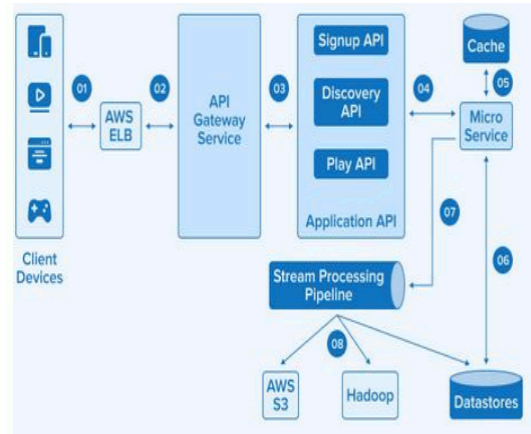 Signup API
Cache
01
02
03
04
05
AWS
ELB
API
Gateway
Service
Discovery
API
Micro
Service
Play API
Application API
07
Client
Devices
06
Stream Processing
Pipeline
08
AWS
S3
Hadoop
Datastores